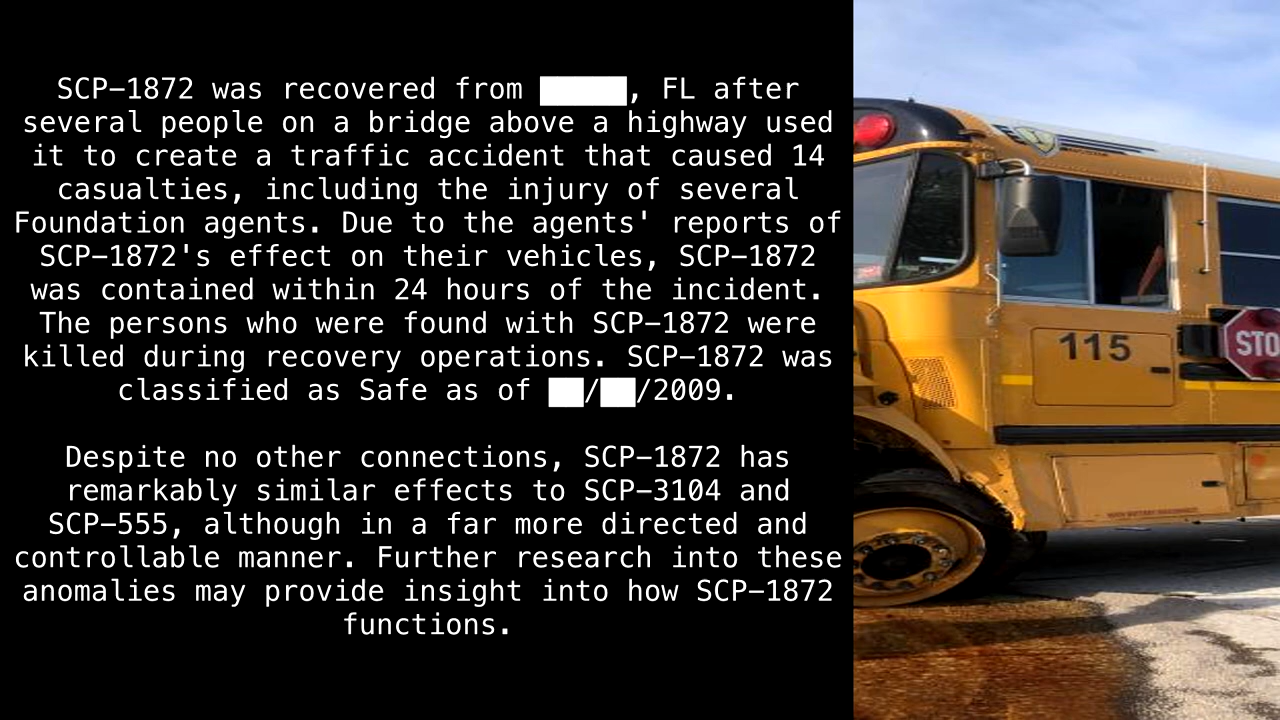 SCP-1872 was recovered from █████, FL after
several people on a bridge above a highway used
it to create a traffic accident that caused 14
casualties, including the injury of several
Foundation agents. Due to the agents' reports of
SCP-1872's effect on their vehicles, SCP-1872
was contained within 24 hours of the incident.
The persons who were found with SCP-1872 were
killed during recovery operations. SCP-1872 was
classified as Safe as of ██/██/2009.
Despite no other connections, SCP-1872 has
remarkably similar effects to SCP-3104 and
SCP-555, although in a far more directed and
controllable manner. Further research into these
anomalies may provide insight into how SCP-1872
functions.
115
STO